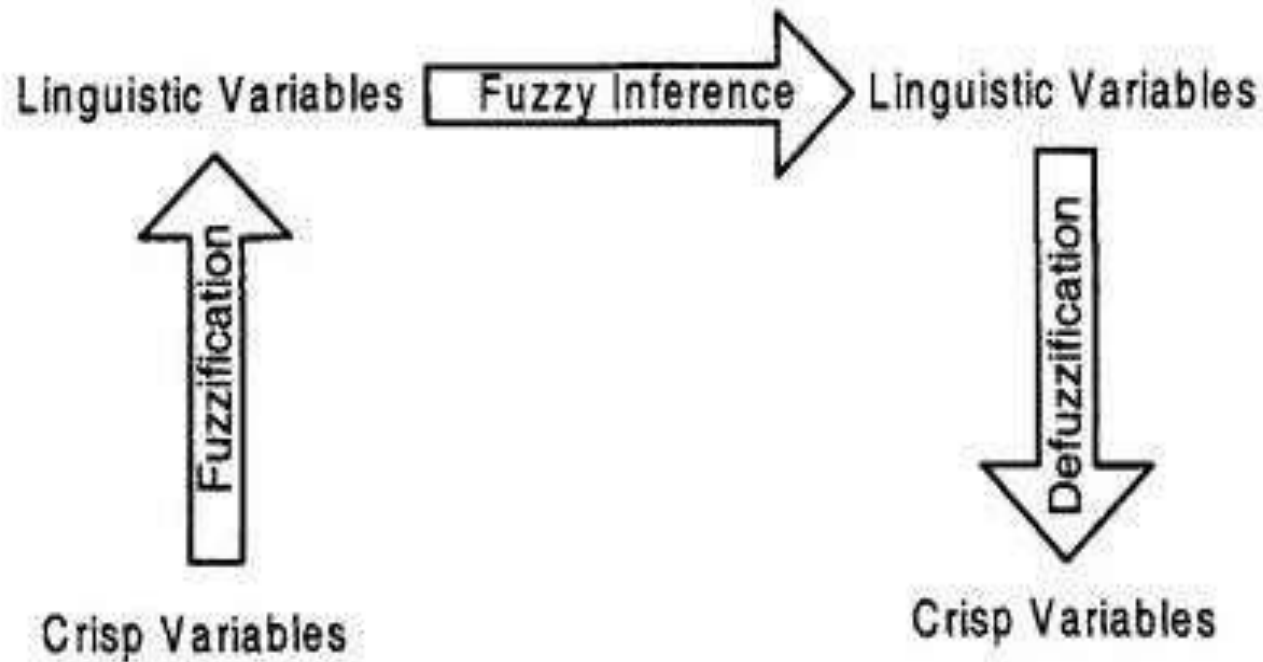 Linguistic Variables
Fuzzy Inference
Linguistic Variables
Fuzzification
Defuzzification
Crisp Variables
Crisp Variables